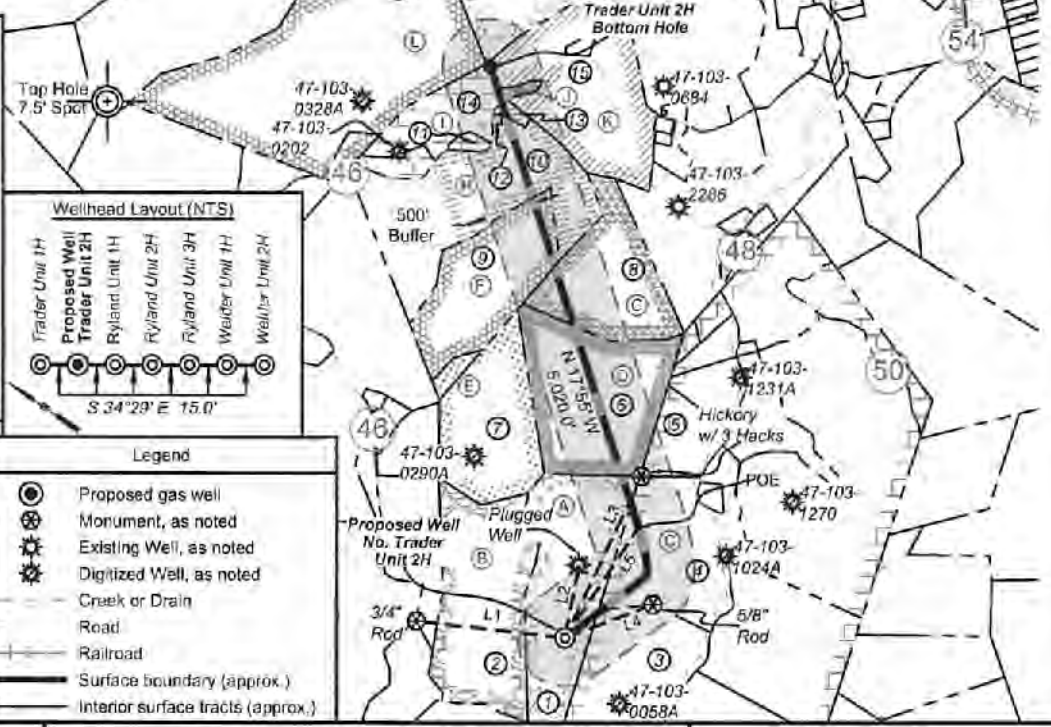 Trader Unit 2H
Bottom Hole
54
L
Top Hole
7.5' Spot
47-103-
0328A
15
47-103-
0684
14
J
13
K
47-103-
0202
11
I
10
46
H
12
47-103-
2286
500'
Buffer
48
9
F
8
C
Wellhead Layout (NTS)
Trader Unit 1H
Proposed Well
Trader Unit 2H
Ryland Unit 1H
Ryland Unit 2H
Ryland Unit 3H
Welder Unit 1H
Welder Unit 2H
S 34°29' E 15.0'
N 17°55' W
5,020.0'
E
D
6
47-103-
1231A
50
Hickory
w/ 3 Hacks
5
46
7
47-103-
0290A
POE
47-103-
1270
Legend
Proposed gas well
Monument, as noted
Existing Well, as noted
Digitized Well, as noted
Creek or Drain
Road
Railroad
Surface boundary (approx.)
Interior surface tracts (approx.)
Proposed Well
No. Trader
Unit 2H
Plugged
Well
A
B
C
L3
L5
L2
4
47-103-
1024A
3/4"
Rod
L1
L4
5/8"
Rod
2
3
1
47-103-
0058A